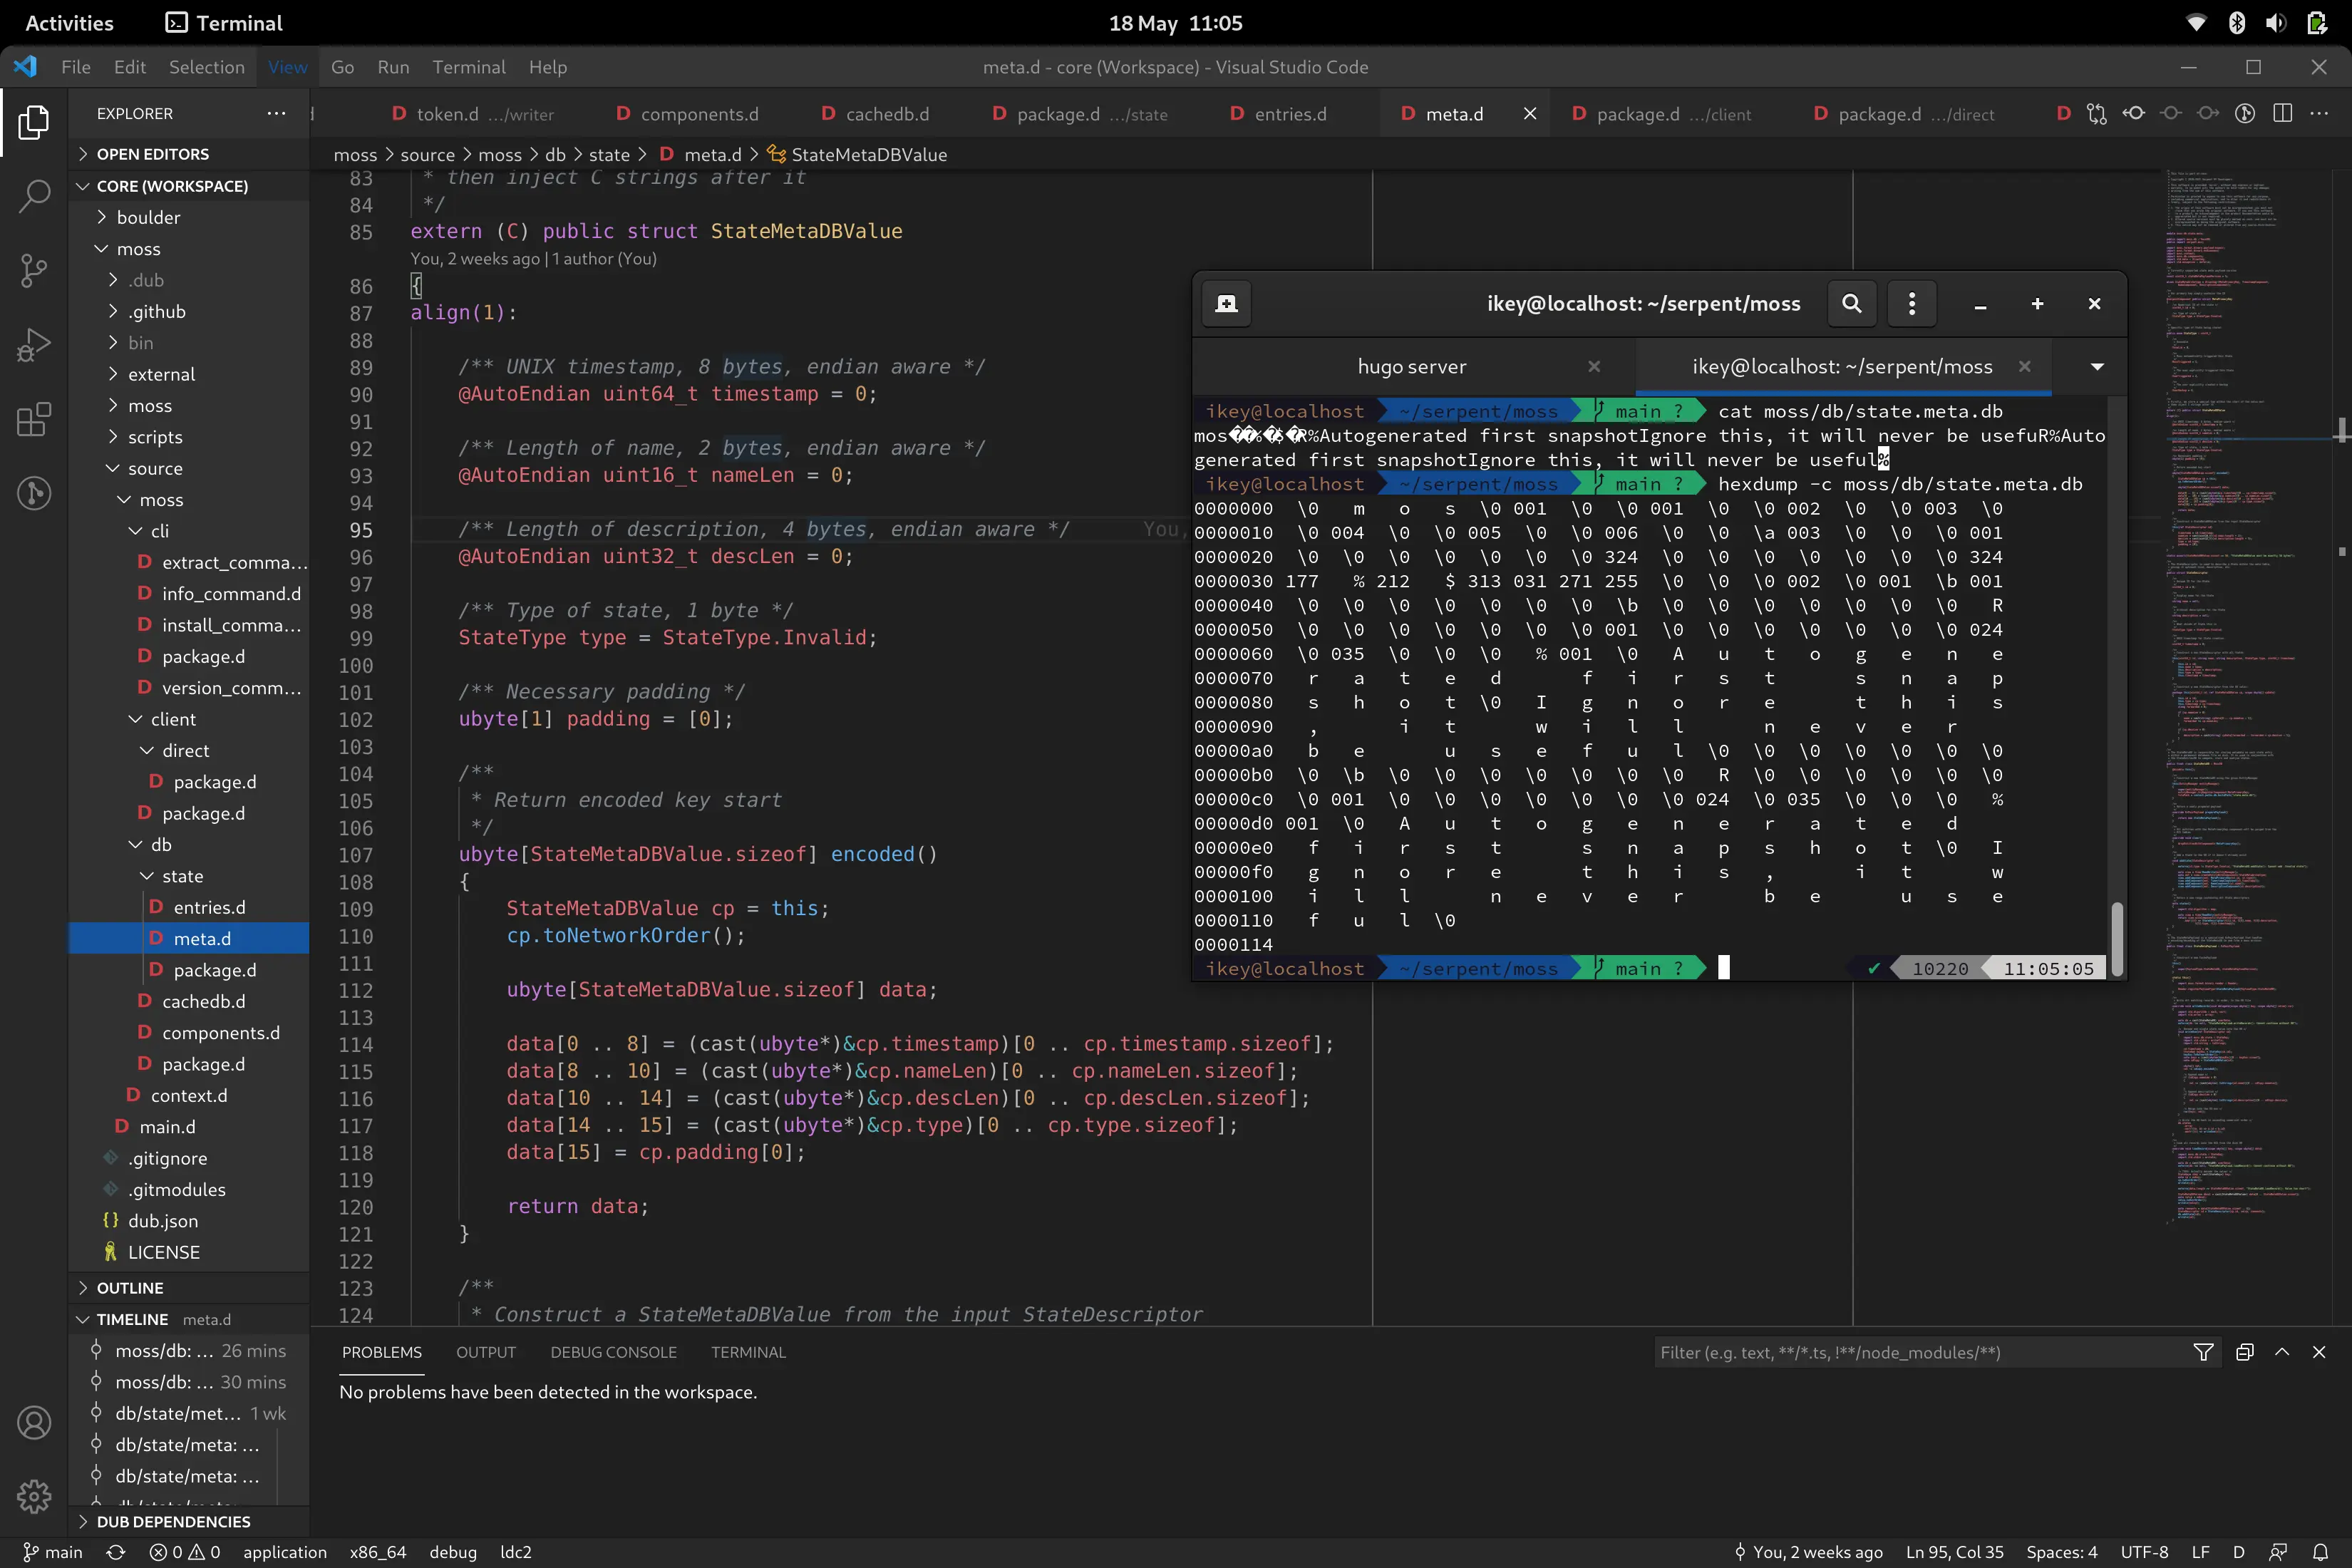 Activities Terminal 18 May 11:05
File Edit Selection View Go Run Terminal Help meta.d - core (Workspace) - Visual Studio Code
EXPLORER ···
token.d .../writer components.d cachedb.d package.d .../state entries.d meta.d package.d .../client package.d .../direct
moss > source > moss > db > state > meta.d > StateMetaDBValue
OPEN EDITORS
CORE (WORKSPACE)
boulder
moss
.dub
.github
bin
external
moss
scripts
source
moss
cli
extract_comma...
info_command.d
install_comma...
package.d
version_comm...
client
direct
package.d
package.d
db
state
entries.d
meta.d
package.d
cachedb.d
components.d
package.d
context.d
main.d
.gitignore
.gitmodules
dub.json
LICENSE
OUTLINE
TIMELINE meta.d
moss/db: ... 26 mins
moss/db: ... 30 mins
db/state/met... 1 wk
db/state/meta: ...
db/state/meta: ...
DUB DEPENDENCIES
83 * then inject C strings after it
84 */
85 extern (C) public struct StateMetaDBValue
You, 2 weeks ago | 1 author (You)
86 {
87 align(1):
88
89 /** UNIX timestamp, 8 bytes, endian aware */
90 @AutoEndian uint64_t timestamp = 0;
91
92 /** Length of name, 2 bytes, endian aware */
93 @AutoEndian uint16_t nameLen = 0;
94
95 /** Length of description, 4 bytes, endian aware */ You,
96 @AutoEndian uint32_t descLen = 0;
97
98 /** Type of state, 1 byte */
99 StateType type = StateType.Invalid;
100
101 /** Necessary padding */
102 ubyte[1] padding = [0];
103
104 /**
105 * Return encoded key start
106 */
107 ubyte[StateMetaDBValue.sizeof] encoded()
108 {
109 StateMetaDBValue cp = this;
110 cp.toNetworkOrder();
111
112 ubyte[StateMetaDBValue.sizeof] data;
113
114 data[0 .. 8] = (cast(ubyte*)&cp.timestamp)[0 .. cp.timestamp.sizeof];
115 data[8 .. 10] = (cast(ubyte*)&cp.nameLen)[0 .. cp.nameLen.sizeof];
116 data[10 .. 14] = (cast(ubyte*)&cp.descLen)[0 .. cp.descLen.sizeof];
117 data[14 .. 15] = (cast(ubyte*)&cp.type)[0 .. cp.type.sizeof];
118 data[15] = cp.padding[0];
119
120 return data;
121 }
122
123 /**
124 * Construct a StateMetaDBValue from the input StateDescriptor
ikey@localhost: ~/serpent/moss
hugo server ikey@localhost: ~/serpent/moss
ikey@localhost ~/serpent/moss main ? cat moss/db/state.meta.db
mos��%�$�R%Autogenerated first snapshotIgnore this, it will never be usefuR%Auto
generated first snapshotIgnore this, it will never be useful%
ikey@localhost ~/serpent/moss main ? hexdump -c moss/db/state.meta.db
0000000 \0 m o s \0 001 \0 \0 001 \0 \0 002 \0 \0 003 \0
0000010 \0 004 \0 \0 005 \0 \0 006 \0 \0 \a 003 \0 \0 \0 001
0000020 \0 \0 \0 \0 \0 \0 \0 324 \0 \0 \0 \0 \0 \0 \0 324
0000030 177 % 212 $ 313 031 271 255 \0 \0 \0 002 \0 001 \b 001
0000040 \0 \0 \0 \0 \0 \0 \0 \b \0 \0 \0 \0 \0 \0 \0 R
0000050 \0 \0 \0 \0 \0 \0 \0 001 \0 \0 \0 \0 \0 \0 \0 024
0000060 \0 035 \0 \0 \0 % 001 \0 A u t o g e n e
0000070 r a t e d f i r s t s n a p
0000080 s h o t \0 I g n o r e t h i s
0000090 , i t w i l l n e v e r
00000a0 b e u s e f u l \0 \0 \0 \0 \0 \0 \0
00000b0 \0 \b \0 \0 \0 \0 \0 \0 \0 R \0 \0 \0 \0 \0 \0
00000c0 \0 001 \0 \0 \0 \0 \0 \0 \0 024 \0 035 \0 \0 \0 %
00000d0 001 \0 A u t o g e n e r a t e d
00000e0 f i r s t s n a p s h o t \0 I
00000f0 g n o r e t h i s , i t w
0000100 i l l n e v e r b e u s e
0000110 f u l \0
0000114
ikey@localhost ~/serpent/moss main ? ✔ 10220 11:05:05
PROBLEMS OUTPUT DEBUG CONSOLE TERMINAL Filter (e.g. text, **/*.ts, !**/node_modules/**)
No problems have been detected in the workspace.
main 0 0 application x86_64 debug ldc2 You, 2 weeks ago Ln 95, Col 35 Spaces: 4 UTF-8 LF D